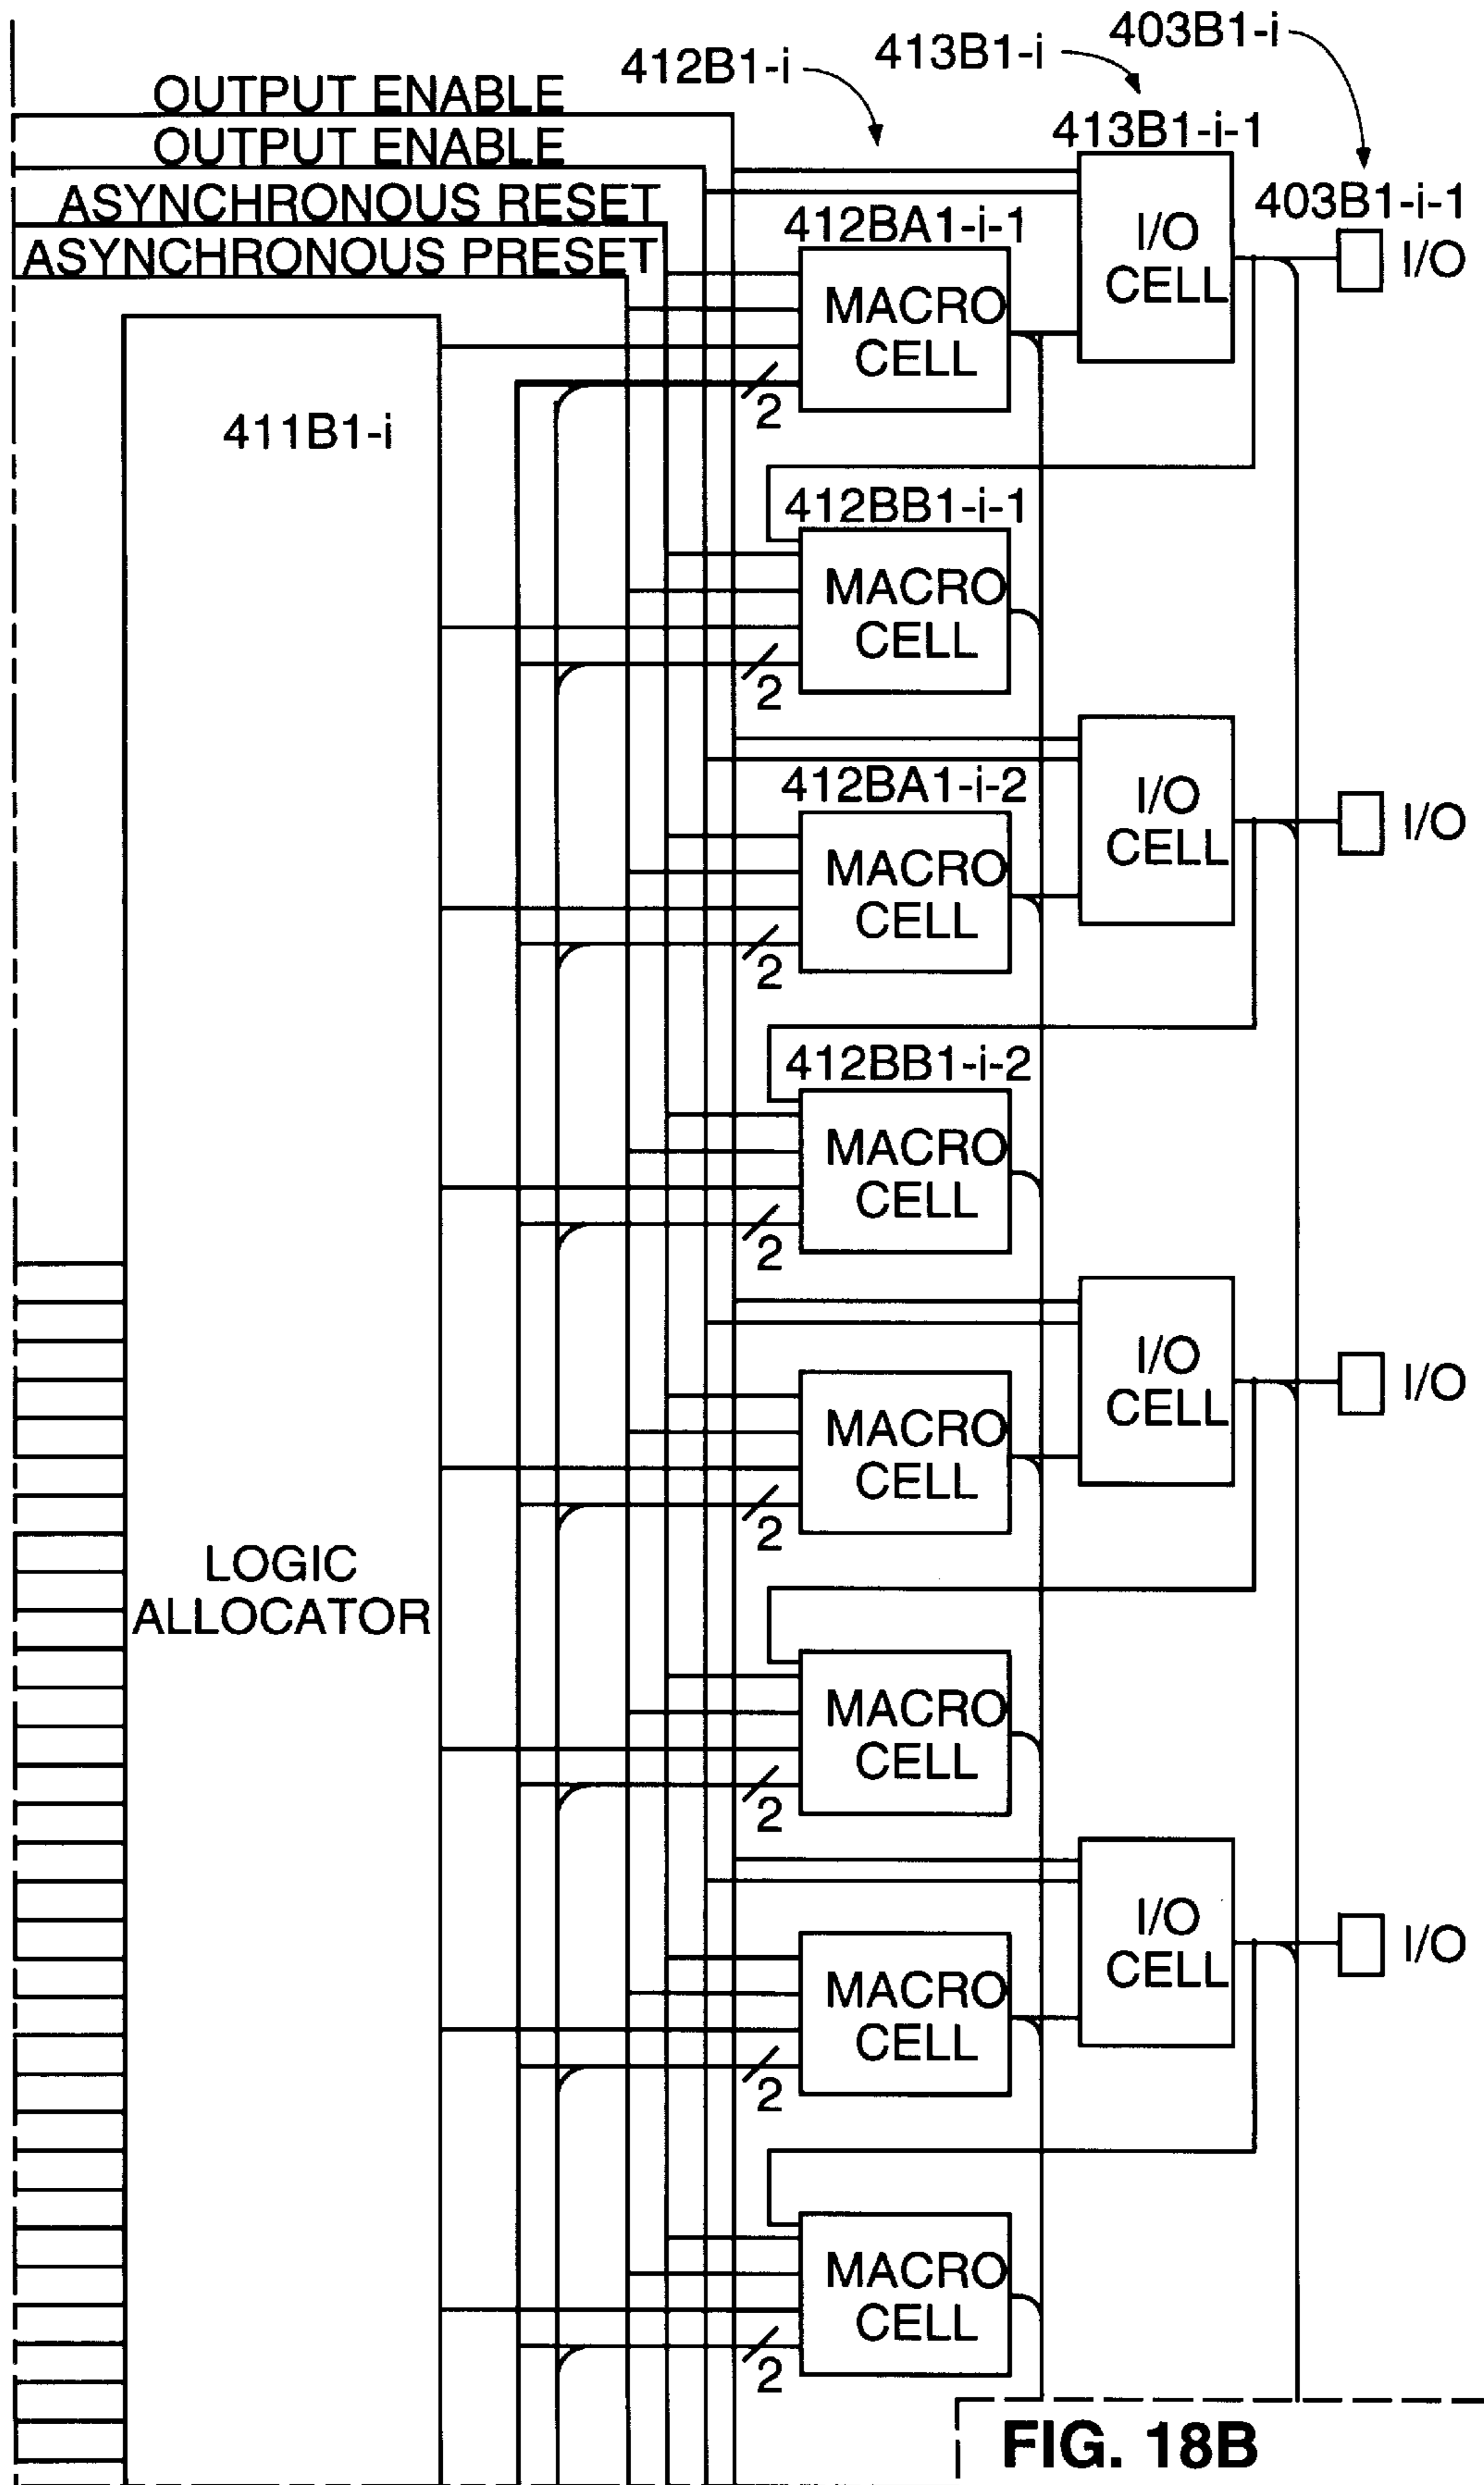 403B1-i
413B1-i
412B1-i
OUTPUT ENABLE
413B1-i-1
OUTPUT ENABLE
ASYNCHRONOUS RESET
403B1-i-1
412BA1-i-1
I/O
CELL
I/O
ASYNCHRONOUS PRESET
MACRO
CELL
2
411B1-i
412BB1-i-1
MACRO
CELL
2
412BA1-i-2
I/O
CELL
I/O
MACRO
CELL
2
412BB1-i-2
MACRO
CELL
2
I/O
CELL
I/O
MACRO
CELL
2
LOGIC
ALLOCATOR
MACRO
CELL
2
I/O
CELL
I/O
MACRO
CELL
2
MACRO
CELL
2
FIG. 18B